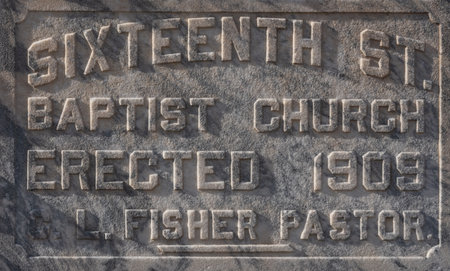 SIXTEENTH ST.
BAPTIST CHURCH
ERECTED 1909
C. L. FISHER PASTOR.